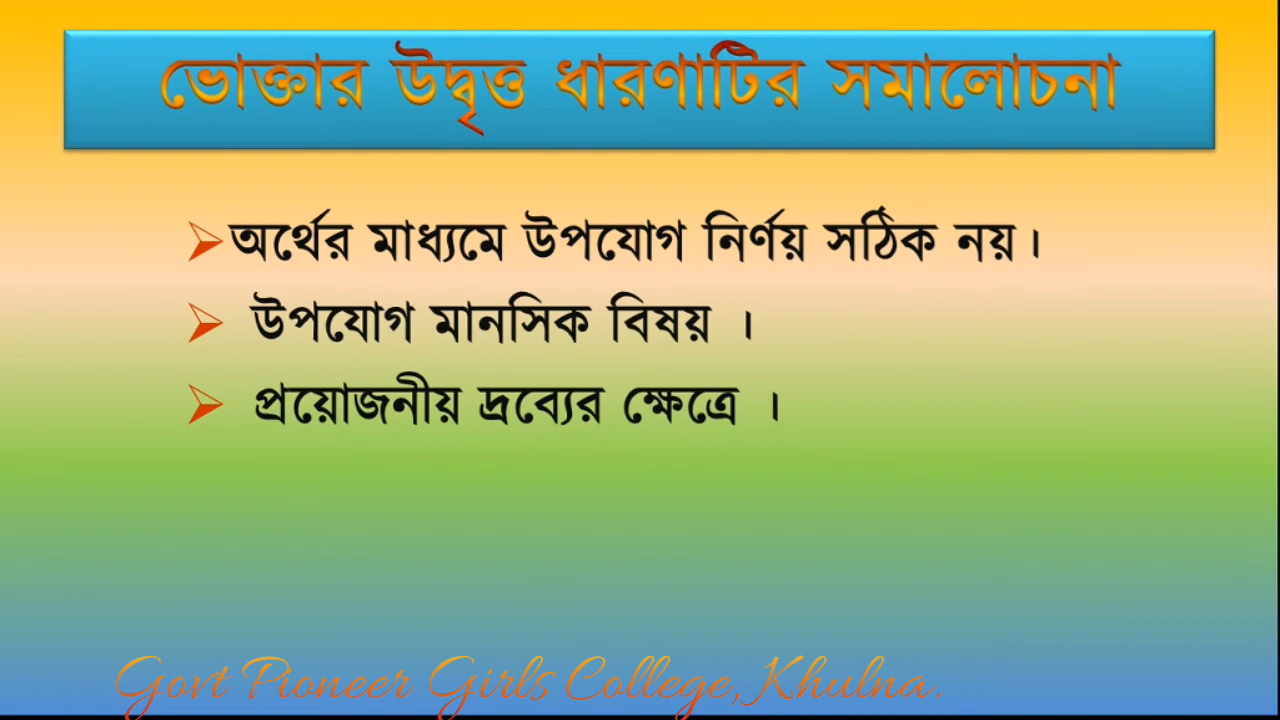 ভোক্তার উদ্বৃত্ত ধারণাটির সমালোচনা
অর্থের মাধ্যমে উপযোগ নির্ণয় সঠিক নয়।
উপযোগ মানসিক বিষয় ।
প্রয়োজনীয় দ্রব্যের ক্ষেত্রে ।
Govt Pioneer Girls College, Khulna.